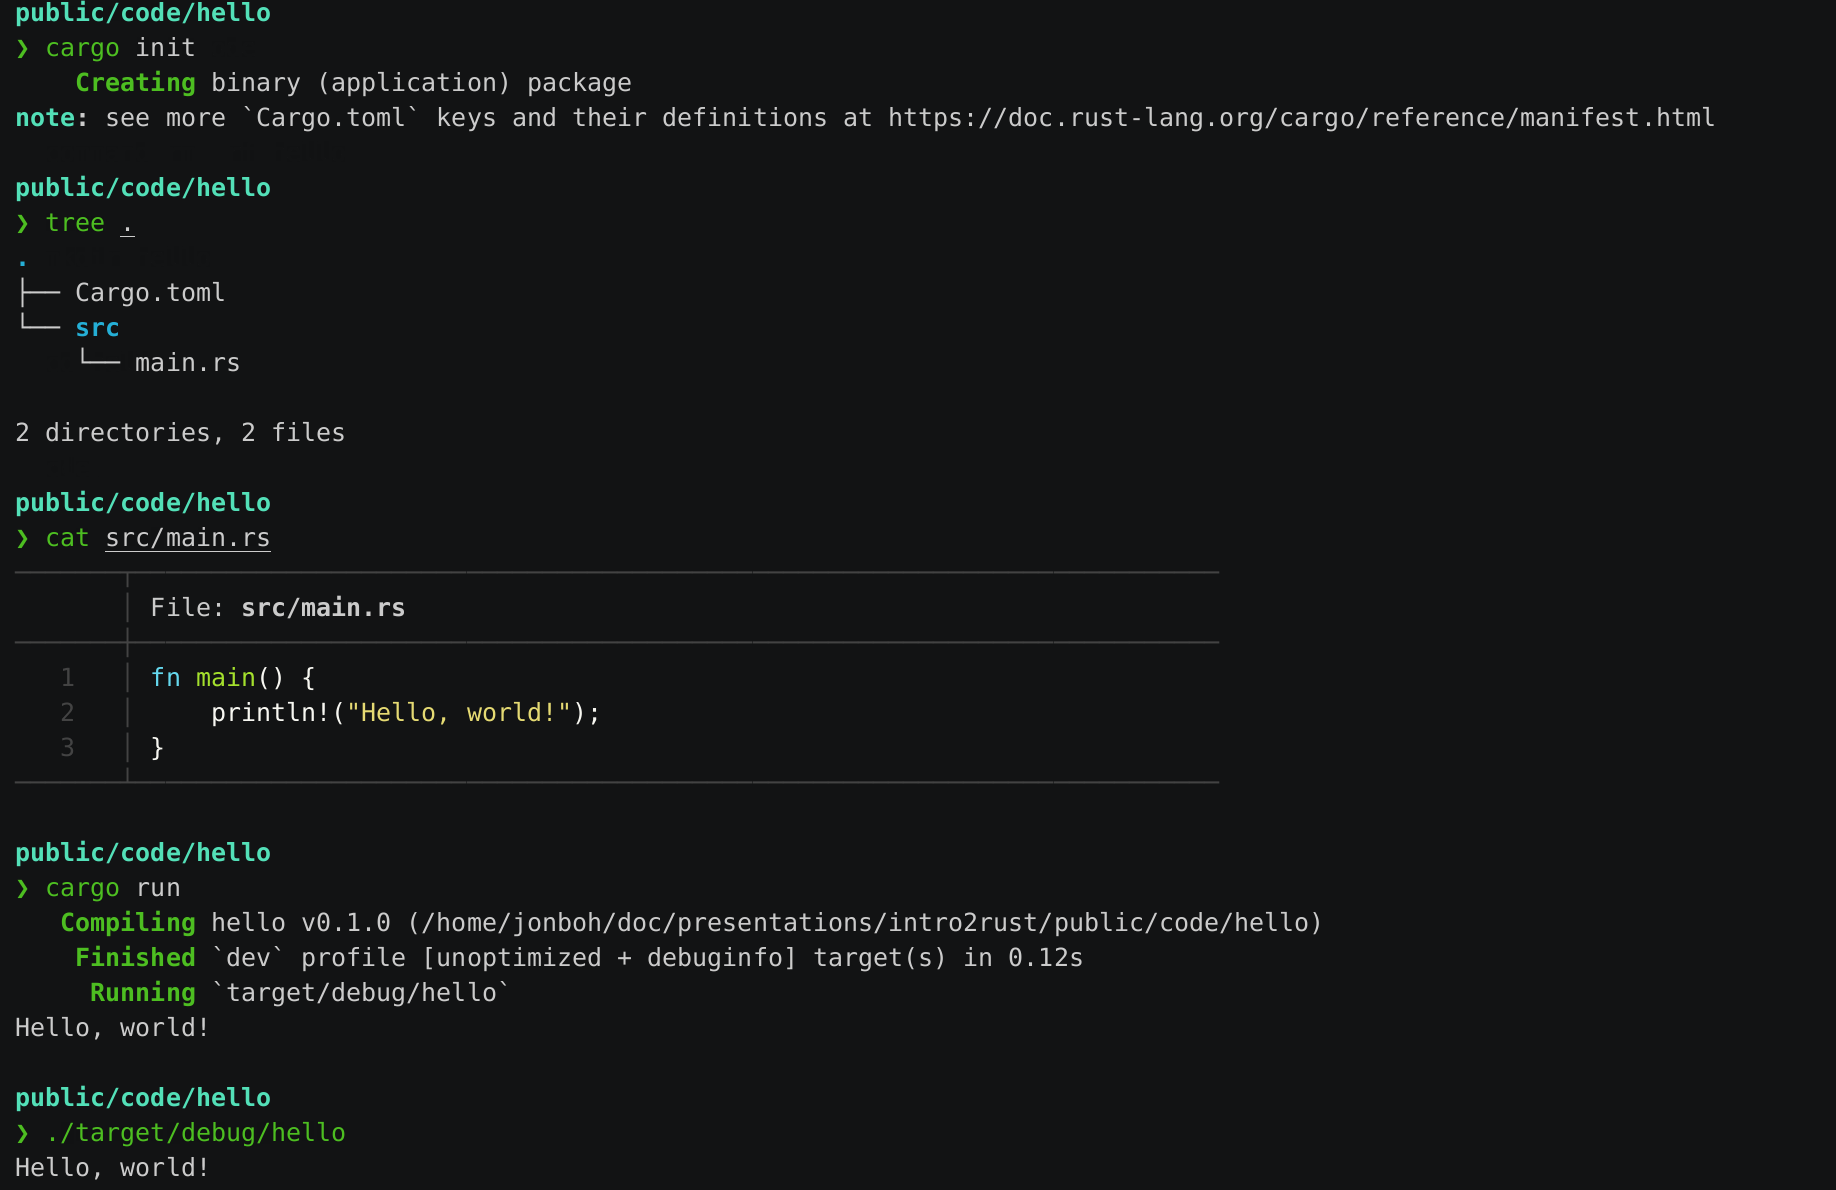 public/code/hello
❯ cargo init
    Creating binary (application) package
note: see more `Cargo.toml` keys and their definitions at https://doc.rust-lang.org/cargo/reference/manifest.html

public/code/hello
❯ tree .
.
├── Cargo.toml
└── src
    └── main.rs

2 directories, 2 files

public/code/hello
❯ cat src/main.rs
File: src/main.rs
1 fn main() {
2     println!("Hello, world!");
3 }

public/code/hello
❯ cargo run
   Compiling hello v0.1.0 (/home/jonboh/doc/presentations/intro2rust/public/code/hello)
    Finished `dev` profile [unoptimized + debuginfo] target(s) in 0.12s
     Running `target/debug/hello`
Hello, world!

public/code/hello
❯ ./target/debug/hello
Hello, world!